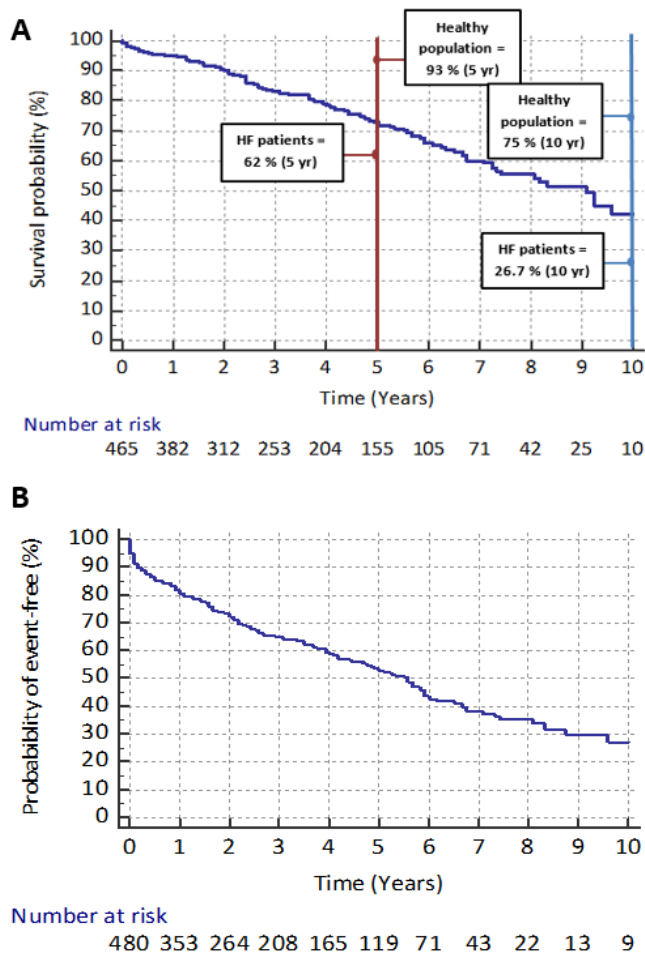 A
Survival probability (%)
100
90
80
70
60
50
40
30
20
10
0
Healthy
population =
93 % (5 yr)
HF patients =
62 % (5 yr)
Healthy
population =
75 % (10 yr)
HF patients =
26.7 % (10 yr)
0 1 2 3 4 5 6 7 8 9 10
Time (Years)
Number at risk
465 382 312 253 204 155 105 71 42 25 10
B
Probabiblity of event-free (%)
100
90
80
70
60
50
40
30
20
10
0
0 1 2 3 4 5 6 7 8 9 10
Time (Years)
Number at risk
480 353 264 208 165 119 71 43 22 13 9